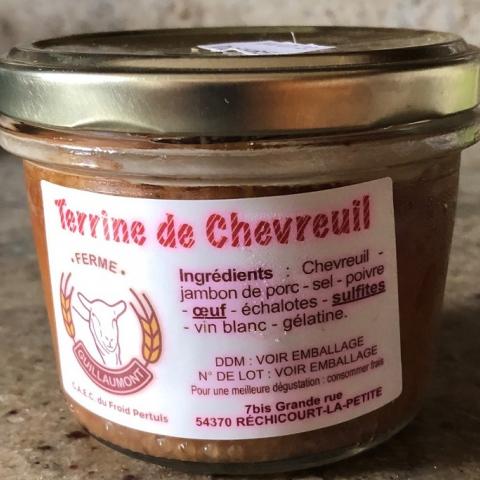 Terrine de Chevreuil
• FERME •
GUILLAUMONT
G.A.E.C. du Froid Pertuis
Ingrédients : Chevreuil -
jambon de porc - sel - poivre
- œuf - échalotes - sulfites
- vin blanc - gélatine.
DDM : VOIR EMBALLAGE
N° DE LOT : VOIR EMBALLAGE
Pour une meilleure dégustation : consommer frais
7bis Grande rue
54370 RÉCHICOURT-LA-PETITE